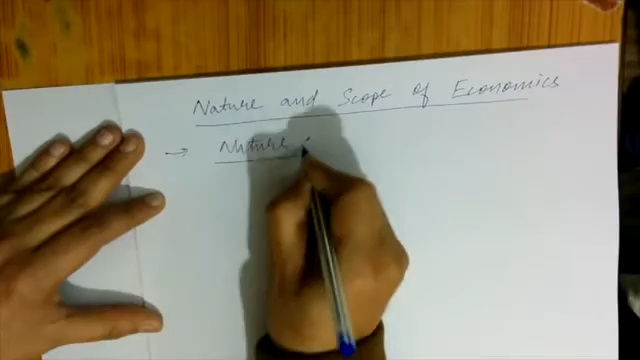 Nature and Scope of Economics
→ Nature :